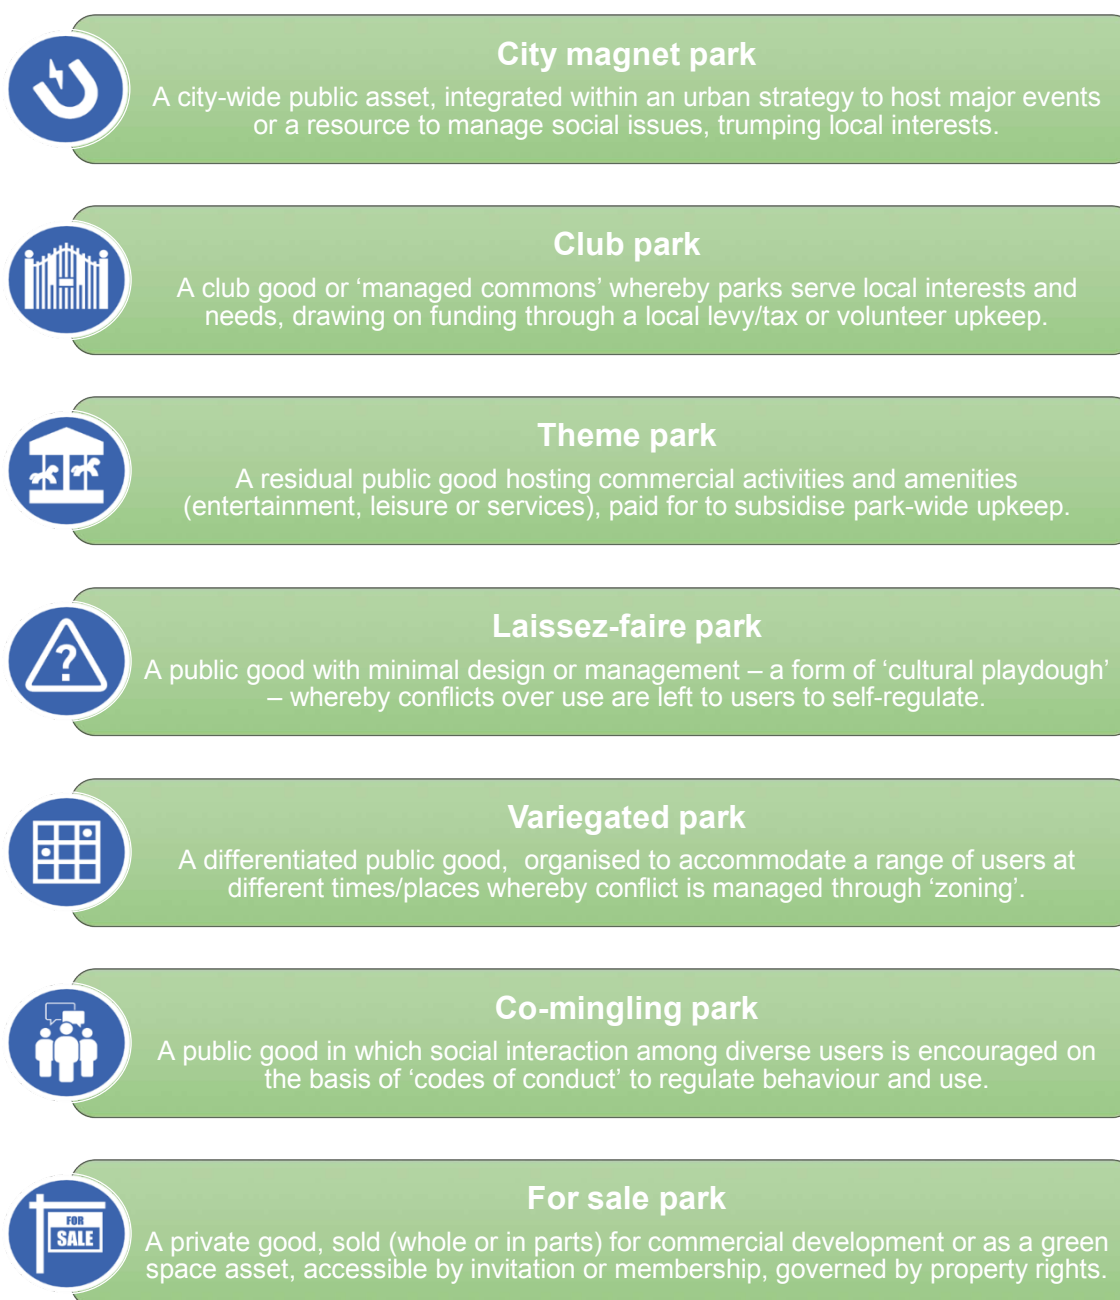 City magnet park
A city-wide public asset, integrated within an urban strategy to host major events
or a resource to manage social issues, trumping local interests.
Club park
A club good or ‘managed commons’ whereby parks serve local interests and
needs, drawing on funding through a local levy/tax or volunteer upkeep.
Theme park
A residual public good hosting commercial activities and amenities
(entertainment, leisure or services), paid for to subsidise park-wide upkeep.
Laissez-faire park
A public good with minimal design or management – a form of ‘cultural playdough’
– whereby conflicts over use are left to users to self-regulate.
Variegated park
A differentiated public good,  organised to accommodate a range of users at
different times/places whereby conflict is managed through ‘zoning’.
Co-mingling park
A public good in which social interaction among diverse users is encouraged on
the basis of ‘codes of conduct’ to regulate behaviour and use.
FOR
SALE
For sale park
A private good, sold (whole or in parts) for commercial development or as a green
space asset, accessible by invitation or membership, governed by property rights.